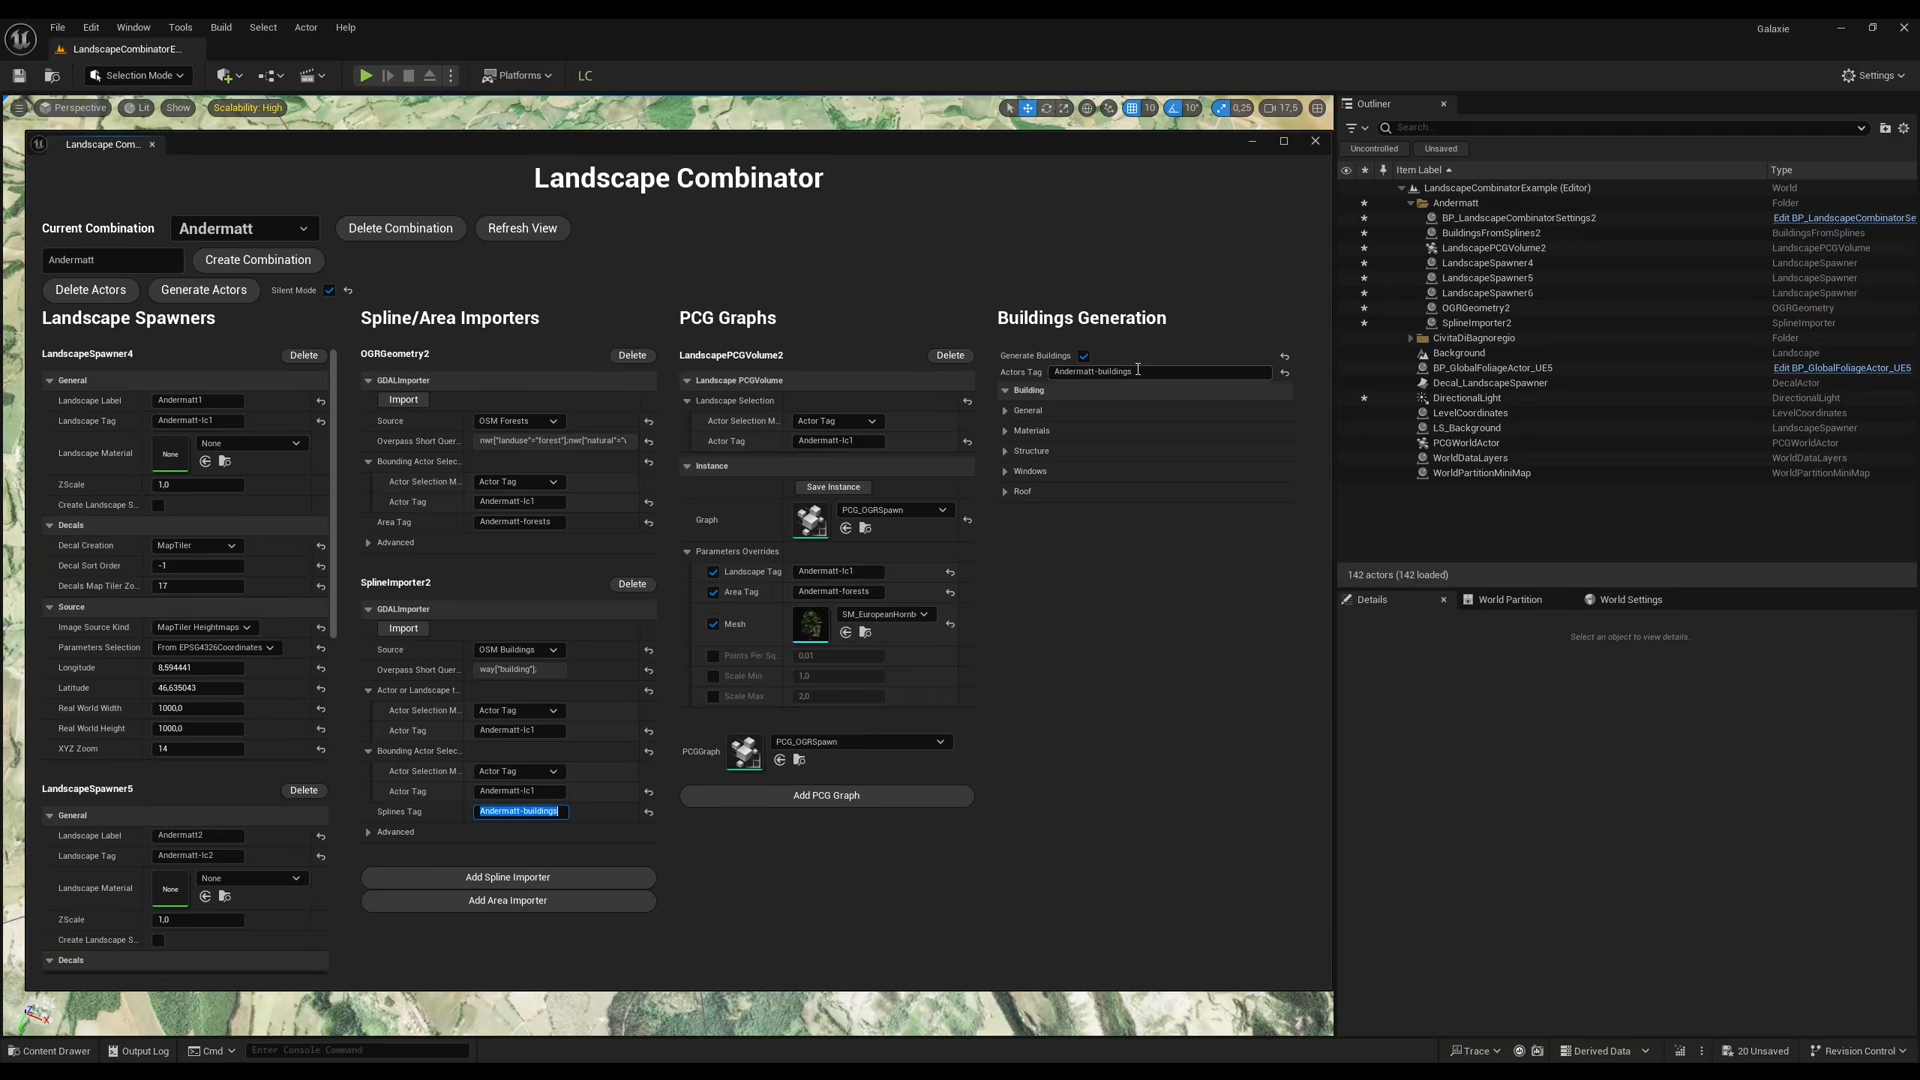 File Edit Window Tools Build Select Actor Help
Galaxie
LandscapeCombinatorE...
Selection Mode
Platforms
LC
Settings
Perspective Lit Show Scalability: High
10 10° 0,25 17,5
Landscape Com...
Landscape Combinator
Current Combination Andermatt Delete Combination Refresh View
Andermatt Create Combination
Delete Actors Generate Actors Silent Mode
Landscape Spawners
LandscapeSpawner4 Delete
General
Landscape Label Andermatt1
Landscape Tag Andermatt-lc1
Landscape Material None None
ZScale 1,0
Create Landscape S...
Decals
Decal Creation MapTiler
Decal Sort Order -1
Decals Map Tiler Zo... 17
Source
Image Source Kind MapTiler Heightmaps
Parameters Selection From EPSG4326Coordinates
Longitude 8,594441
Latitude 46,635043
Real World Width 1000,0
Real World Height 1000,0
XYZ Zoom 14
LandscapeSpawner5 Delete
General
Landscape Label Andermatt2
Landscape Tag Andermatt-lc2
Landscape Material None None
ZScale 1,0
Create Landscape S...
Decals
Spline/Area Importers
OGRGeometry2 Delete
GDALImporter
Import
Source OSM Forests
Overpass Short Quer... nwr["landuse"="forest"];nwr["natural"="
Bounding Actor Selec...
Actor Selection M... Actor Tag
Actor Tag Andermatt-lc1
Area Tag Andermatt-forests
Advanced
SplineImporter2 Delete
GDALImporter
Import
Source OSM Buildings
Overpass Short Quer... way["building"];
Actor or Landscape t...
Actor Selection M... Actor Tag
Actor Tag Andermatt-lc1
Bounding Actor Selec...
Actor Selection M... Actor Tag
Actor Tag Andermatt-lc1
Splines Tag Andermatt-buildings
Advanced
Add Spline Importer
Add Area Importer
PCG Graphs
LandscapePCGVolume2 Delete
Landscape PCGVolume
Landscape Selection
Actor Selection M... Actor Tag
Actor Tag Andermatt-lc1
Instance
Save Instance
Graph PCG_OGRSpawn
Parameters Overrides
Landscape Tag Andermatt-lc1
Area Tag Andermatt-forests
Mesh SM_EuropeanHornb
Points Per Sq... 0,01
Scale Min 1,0
Scale Max 2,0
PCGGraph PCG_OGRSpawn
Add PCG Graph
Buildings Generation
Generate Buildings
Actors Tag Andermatt-buildings
Building
General
Materials
Structure
Windows
Roof
Outliner
Search...
Uncontrolled Unsaved
Item Label Type
LandscapeCombinatorExample (Editor) World
Andermatt Folder
BP_LandscapeCombinatorSettings2 Edit BP_LandscapeCombinatorSe
BuildingsFromSplines2 BuildingsFromSplines
LandscapePCGVolume2 LandscapePCGVolume
LandscapeSpawner4 LandscapeSpawner
LandscapeSpawner5 LandscapeSpawner
LandscapeSpawner6 LandscapeSpawner
OGRGeometry2 OGRGeometry
SplineImporter2 SplineImporter
CivitaDiBagnoregio Folder
Background Landscape
BP_GlobalFoliageActor_UE5 Edit BP_GlobalFoliageActor_UE5
Decal_LandscapeSpawner DecalActor
DirectionalLight DirectionalLight
LevelCoordinates LevelCoordinates
LS_Background LandscapeSpawner
PCGWorldActor PCGWorldActor
WorldDataLayers WorldDataLayers
WorldPartitionMiniMap WorldPartitionMiniMap
142 actors (142 loaded)
Details World Partition World Settings
Select an object to view details.
Content Drawer Output Log Cmd Enter Console Command
Trace Derived Data 20 Unsaved Revision Control